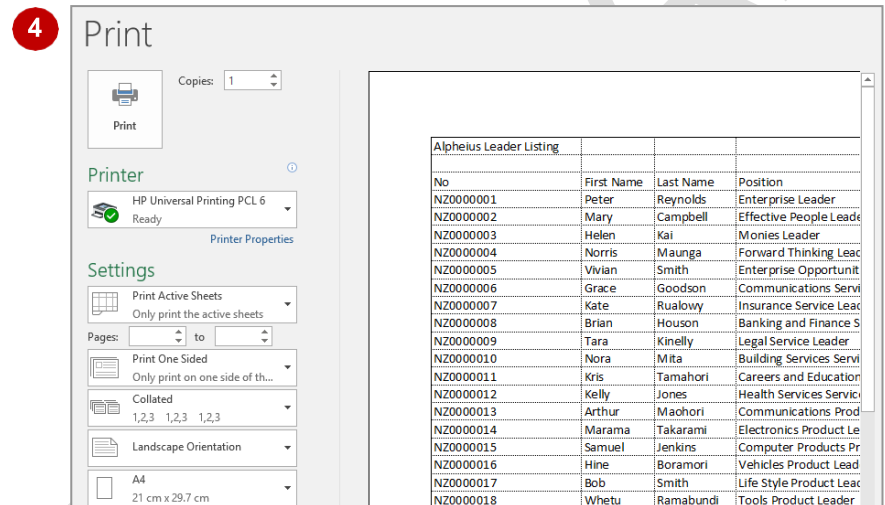 4
Print
Copies: 1
Print
Printer
HP Universal Printing PCL 6
Ready
Printer Properties
Settings
Print Active Sheets
Only print the active sheets
Pages: to
Print One Sided
Only print on one side of th...
Collated
1,2,3 1,2,3 1,2,3
Landscape Orientation
A4
21 cm x 29.7 cm
Alpheius Leader Listing
No First Name Last Name Position
NZ0000001 Peter Reynolds Enterprise Leader
NZ0000002 Mary Campbell Effective People Leade
NZ0000003 Helen Kai Monies Leader
NZ0000004 Norris Maunga Forward Thinking Leac
NZ0000005 Vivian Smith Enterprise Opportunit
NZ0000006 Grace Goodson Communications Servi
NZ0000007 Kate Rualowy Insurance Service Leac
NZ0000008 Brian Houson Banking and Finance S
NZ0000009 Tara Kinelly Legal Service Leader
NZ0000010 Nora Mita Building Services Servi
NZ0000011 Kris Tamahori Careers and Education
NZ0000012 Kelly Jones Health Services Servic
NZ0000013 Arthur Maohori Communications Prod
NZ0000014 Marama Takarami Electronics Product Le
NZ0000015 Samuel Jenkins Computer Products Pr
NZ0000016 Hine Boramori Vehicles Product Lead
NZ0000017 Bob Smith Life Style Product Leac
NZ0000018 Whetu Ramabundi Tools Product Leader